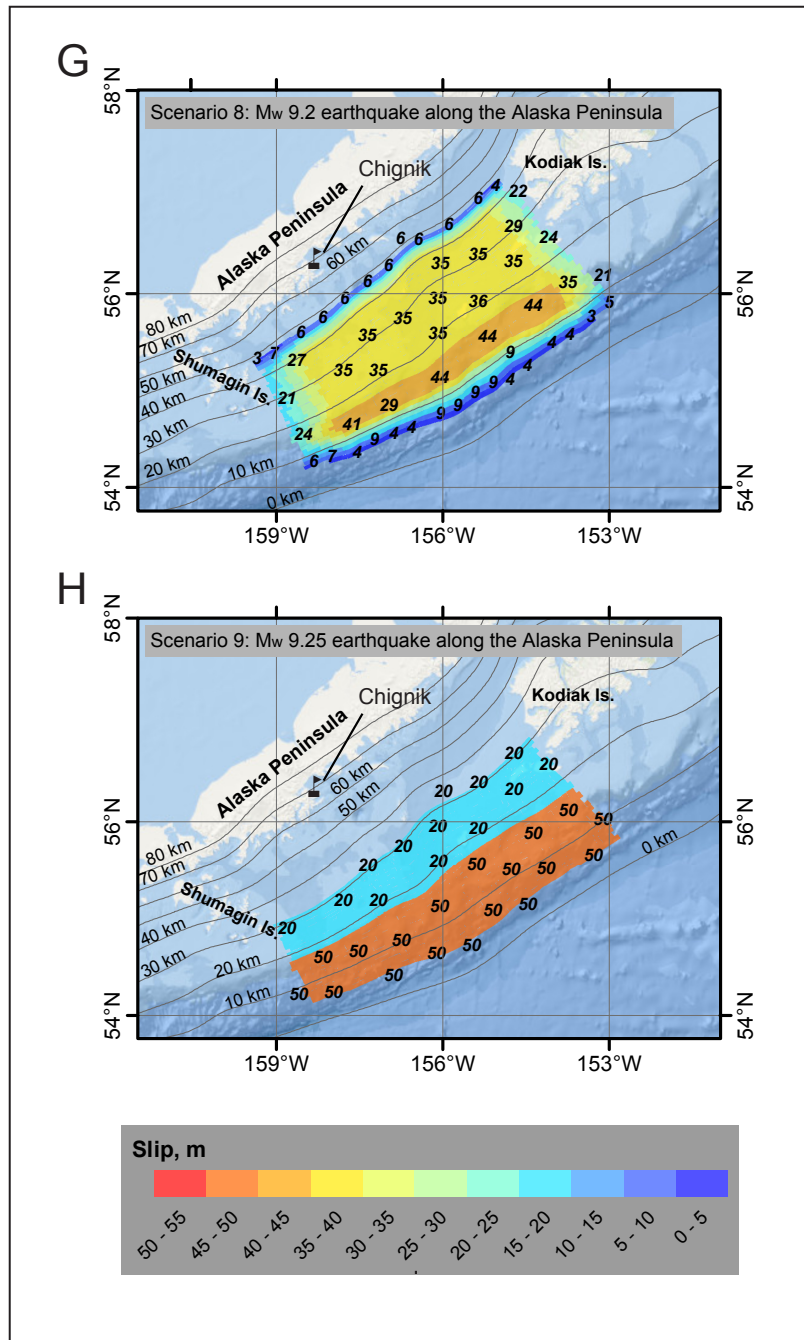 G
58°N
Scenario 8: Mw 9.2 earthquake along the Alaska Peninsula
Kodiak Is.
Chignik
Alaska Peninsula
4 22
6
6 29
6 6 24
60 km
6 35 35 35
6 35 21
56°N
6 35 36 44 5
6 35 3
80 km
6 35 35 44 4 4
70 km
3 7 27 9 4
50 km
Shumagin Is.
35 35 44 9 4
40 km
21 29 9 9
30 km
24 41 9 4 4 9
20 km
6 7 4
10 km
0 km
54°N
159°W 156°W 153°W
H
58°N
Scenario 9: Mw 9.25 earthquake along the Alaska Peninsula
Kodiak Is.
Chignik
Alaska Peninsula
20 20
60 km
20 20 20
50 km
50 50
56°N
20 20 50
0 km
80 km
20 20 50 50
70 km
20 50 50
50 km
Shumagin Is.
20 20 50 50 50
40 km
20 50 50
30 km
50 50 50 50
20 km
50
10 km
50 50
54°N
159°W 156°W 153°W
Slip, m
50 - 55
45 - 50
40 - 45
35 - 40
30 - 35
25 - 30
20 - 25
15 - 20
10 - 15
5 - 10
0 - 5